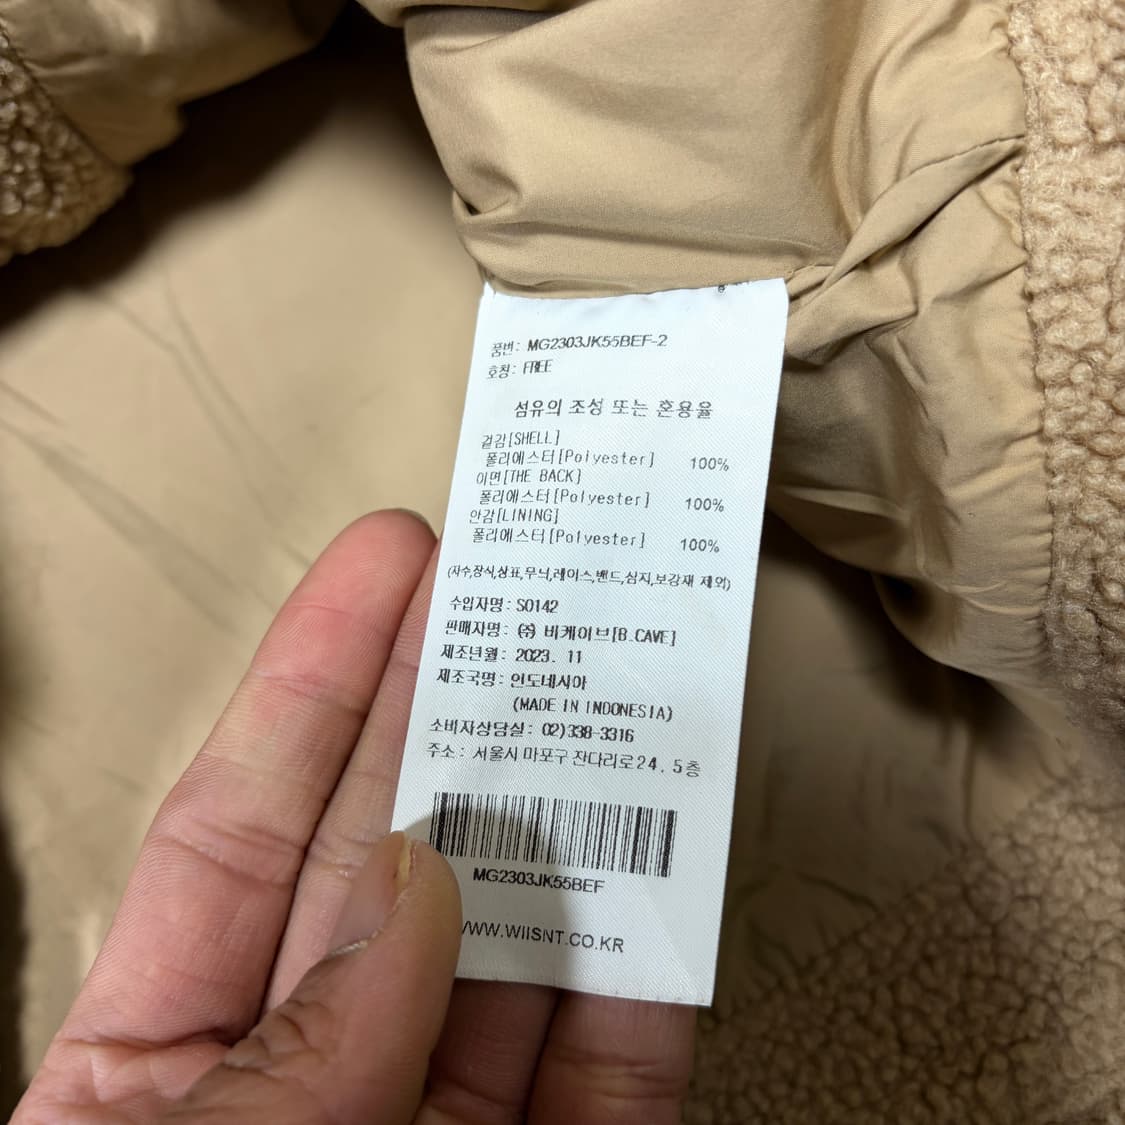 품번: MG2303JK55BEF-2
호칭: FREE
섬유의 조성 또는 혼용율
겉감[SHELL]
폴리에스터[Polyester] 100%
이면[THE BACK]
폴리에스터[Polyester] 100%
안감[LINING]
폴리에스터[Polyester] 100%
(자수,장식,상표,무늬,레이스,밴드,심지,보강재 제외)
수입자명: S0142
판매자명: ㈜ 비케이브[B.CAVE]
제조년월: 2023. 11
제조국명: 인도네시아
(MADE IN INDONESIA)
소비자상담실: 02)338-3316
주소: 서울시 마포구 잔다리로24, 5층
MG2303JK55BEF
WWW.WIISNT.CO.KR